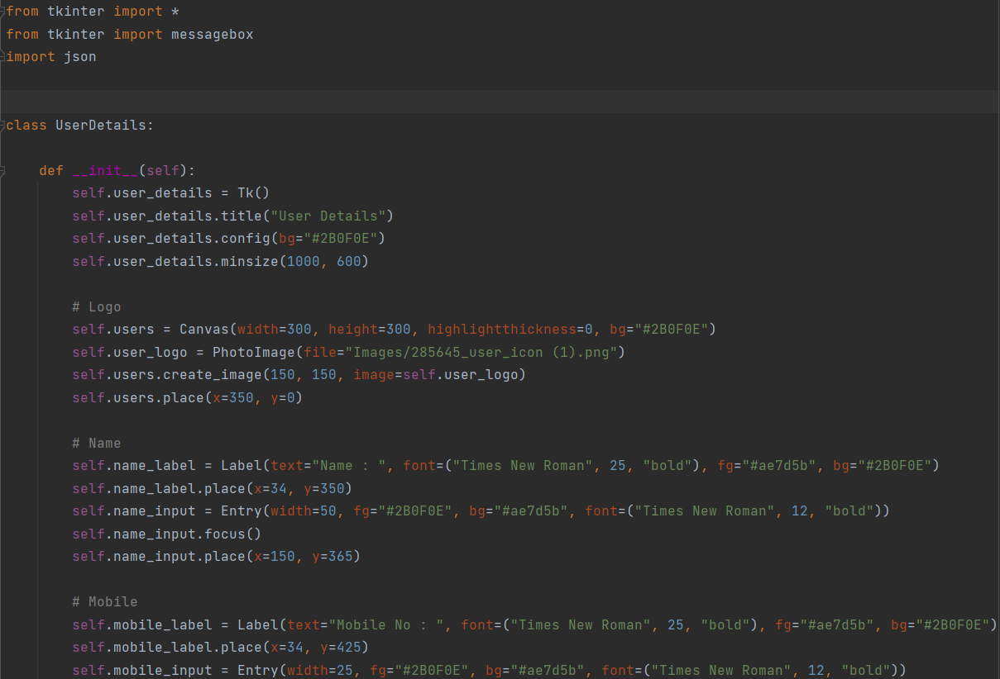 from tkinter import *
from tkinter import messagebox
import json
class UserDetails:
    def __init__(self):
        self.user_details = Tk()
        self.user_details.title("User Details")
        self.user_details.config(bg="#2B0F0E")
        self.user_details.minsize(1000, 600)
        # Logo
        self.users = Canvas(width=300, height=300, highlightthickness=0, bg="#2B0F0E")
        self.user_logo = PhotoImage(file="Images/285645_user_icon (1).png")
        self.users.create_image(150, 150, image=self.user_logo)
        self.users.place(x=350, y=0)
        # Name
        self.name_label = Label(text="Name : ", font=("Times New Roman", 25, "bold"), fg="#ae7d5b", bg="#2B0F0E")
        self.name_label.place(x=34, y=350)
        self.name_input = Entry(width=50, fg="#2B0F0E", bg="#ae7d5b", font=("Times New Roman", 12, "bold"))
        self.name_input.focus()
        self.name_input.place(x=150, y=365)
        # Mobile
        self.mobile_label = Label(text="Mobile No : ", font=("Times New Roman", 25, "bold"), fg="#ae7d5b", bg="#2B0F0E")
        self.mobile_label.place(x=34, y=425)
        self.mobile_input = Entry(width=25, fg="#2B0F0E", bg="#ae7d5b", font=("Times New Roman", 12, "bold"))